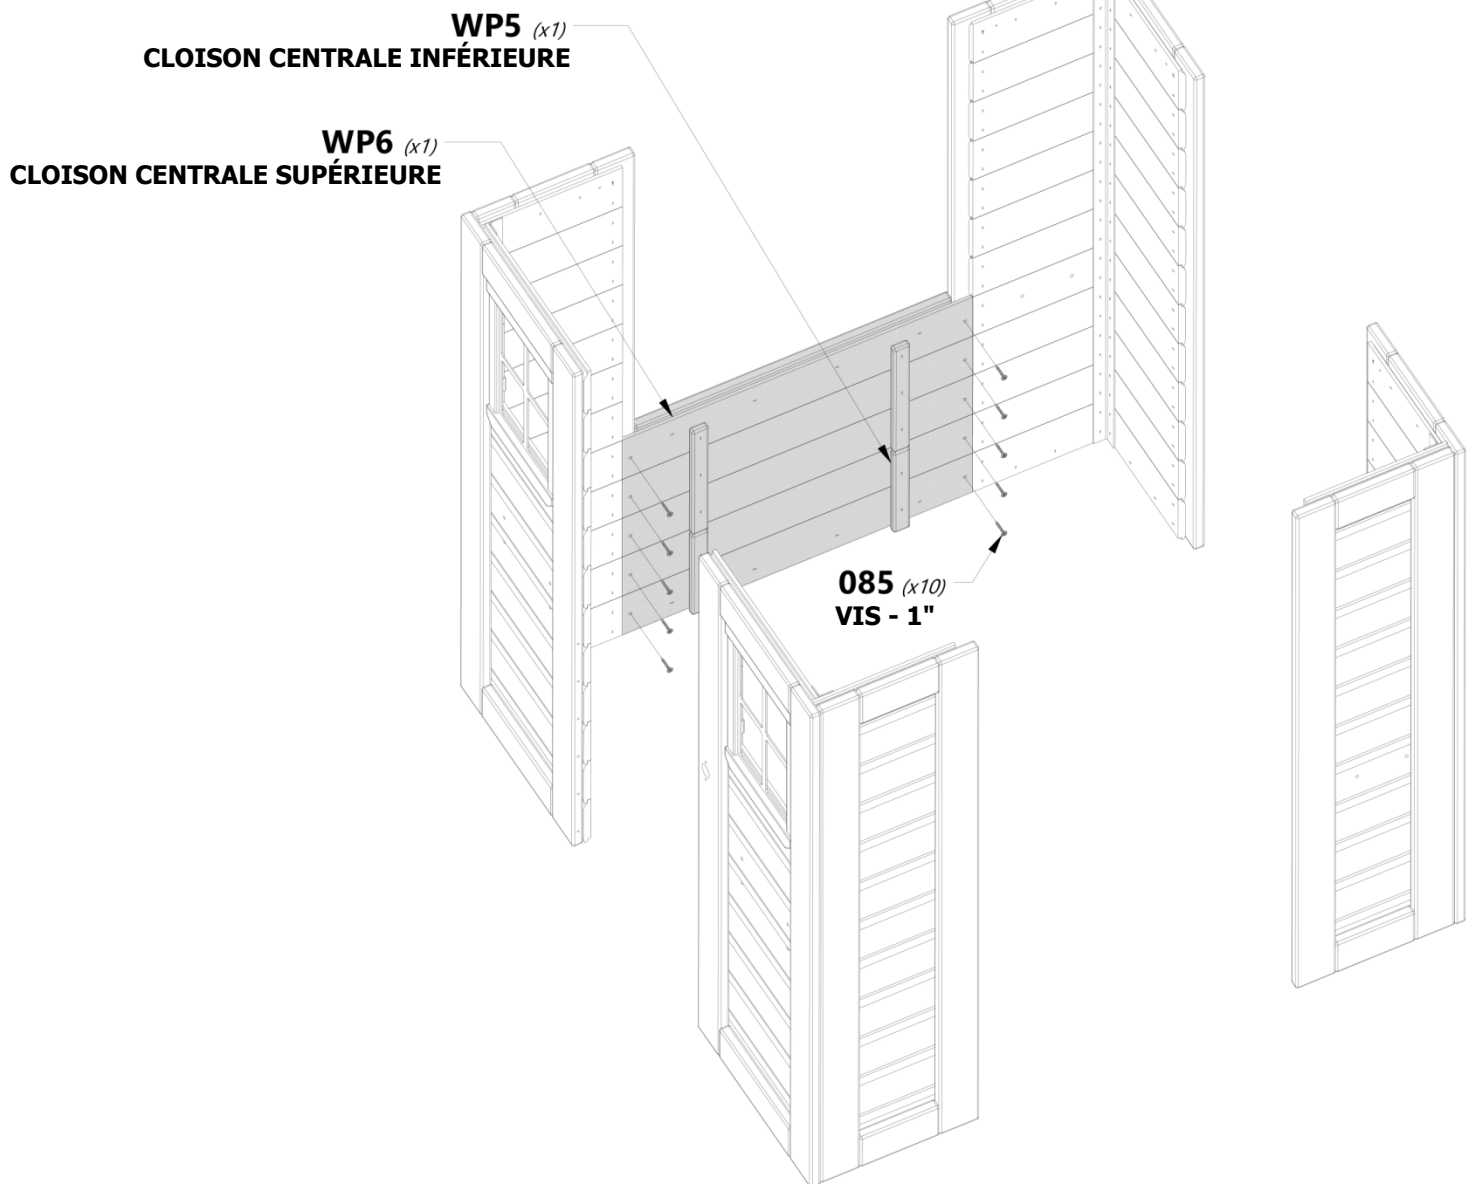 WP5 (x1)
CLOISON CENTRALE INFÉRIEURE
WP6 (x1)
CLOISON CENTRALE SUPÉRIEURE
085 (x10)
VIS - 1"